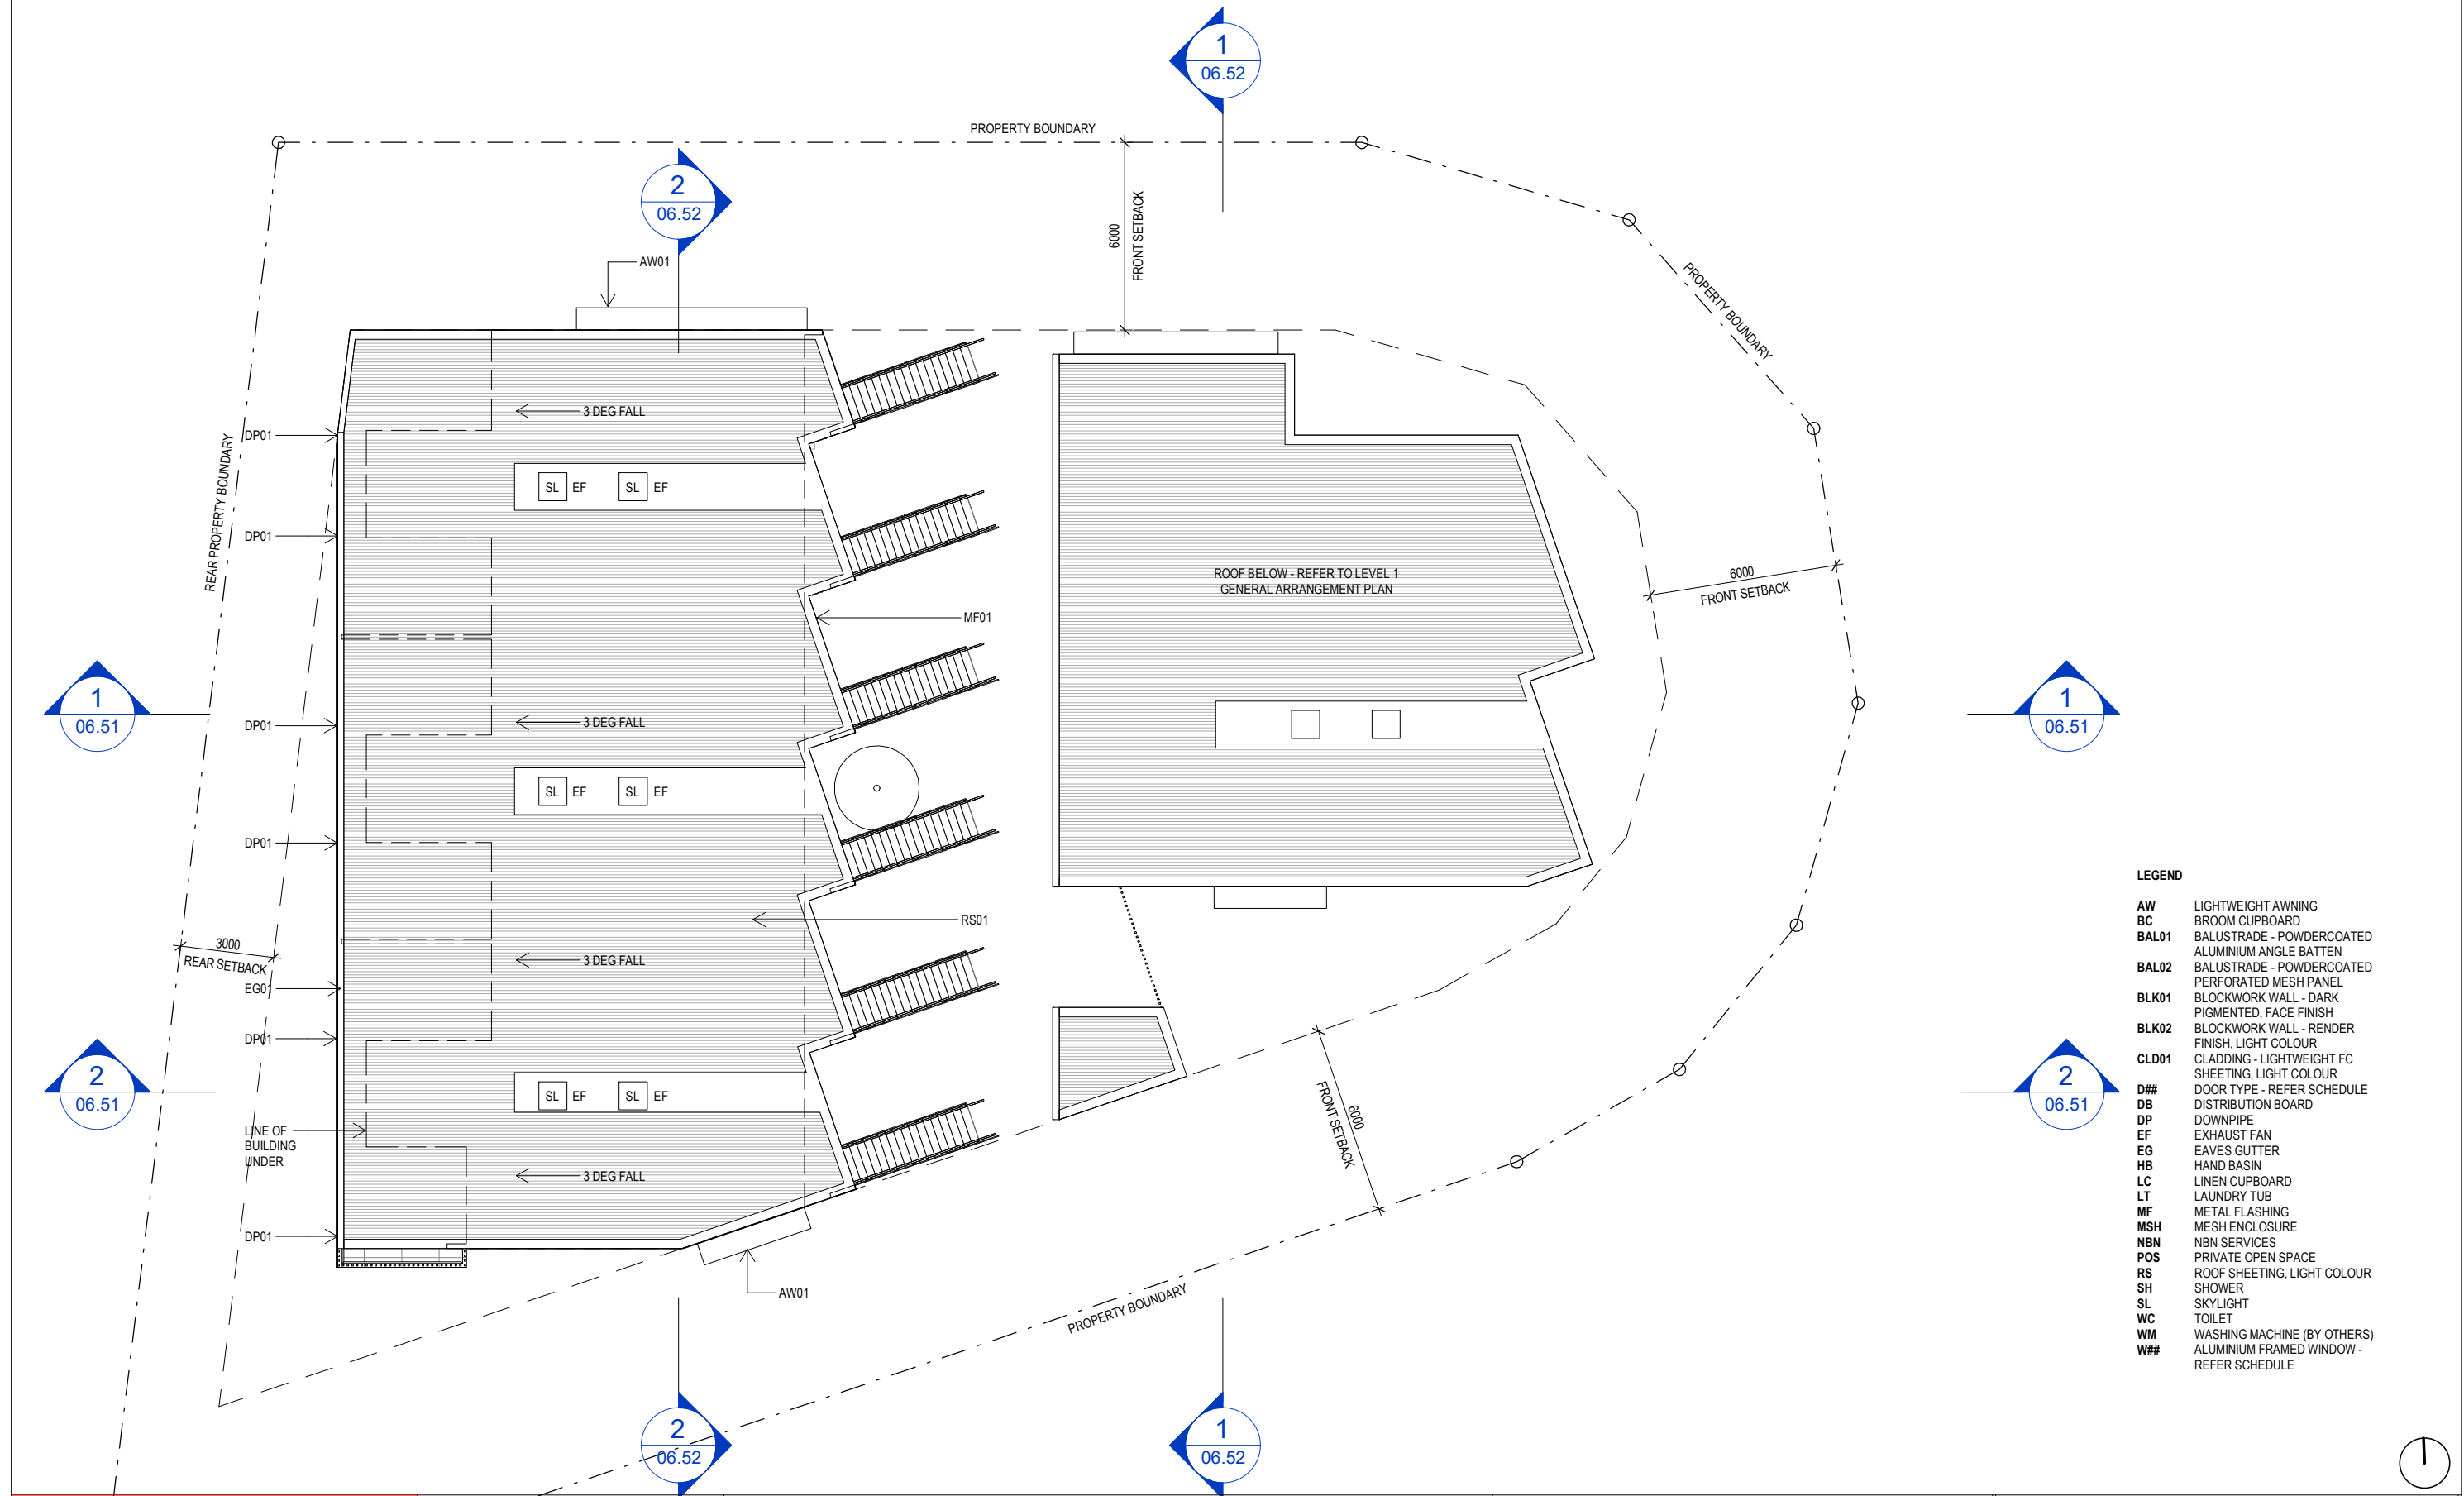 1
06.52
PROPERTY BOUNDARY
2
06.52
6000
FRONT SETBACK
AW01
PROPERTY BOUNDARY
3 DEG FALL
DP01
REAR PROPERTY BOUNDARY
SL EF SL EF
DP01
ROOF BELOW - REFER TO LEVEL 1
GENERAL ARRANGEMENT PLAN
6000
FRONT SETBACK
MF01
1
06.51
DP01
3 DEG FALL
1
06.51
SL EF SL EF
DP01
RS01
3000
REAR SETBACK
3 DEG FALL
EG01
DP01
2
06.51
SL EF SL EF
2
06.51
6000
FRONT SETBACK
LINE OF
BUILDING
UNDER
3 DEG FALL
DP01
AW01
PROPERTY BOUNDARY
2
06.52
1
06.52
LEGEND
AW LIGHTWEIGHT AWNING
BC BROOM CUPBOARD
BAL01 BALUSTRADE - POWDERCOATED
ALUMINIUM ANGLE BATTEN
BAL02 BALUSTRADE - POWDERCOATED
PERFORATED MESH PANEL
BLK01 BLOCKWORK WALL - DARK
PIGMENTED, FACE FINISH
BLK02 BLOCKWORK WALL - RENDER
FINISH, LIGHT COLOUR
CLD01 CLADDING - LIGHTWEIGHT FC
SHEETING, LIGHT COLOUR
D## DOOR TYPE - REFER SCHEDULE
DB DISTRIBUTION BOARD
DP DOWNPIPE
EF EXHAUST FAN
EG EAVES GUTTER
HB HAND BASIN
LC LINEN CUPBOARD
LT LAUNDRY TUB
MF METAL FLASHING
MSH MESH ENCLOSURE
NBN NBN SERVICES
POS PRIVATE OPEN SPACE
RS ROOF SHEETING, LIGHT COLOUR
SH SHOWER
SL SKYLIGHT
WC TOILET
WM WASHING MACHINE (BY OTHERS)
W## ALUMINIUM FRAMED WINDOW -
REFER SCHEDULE